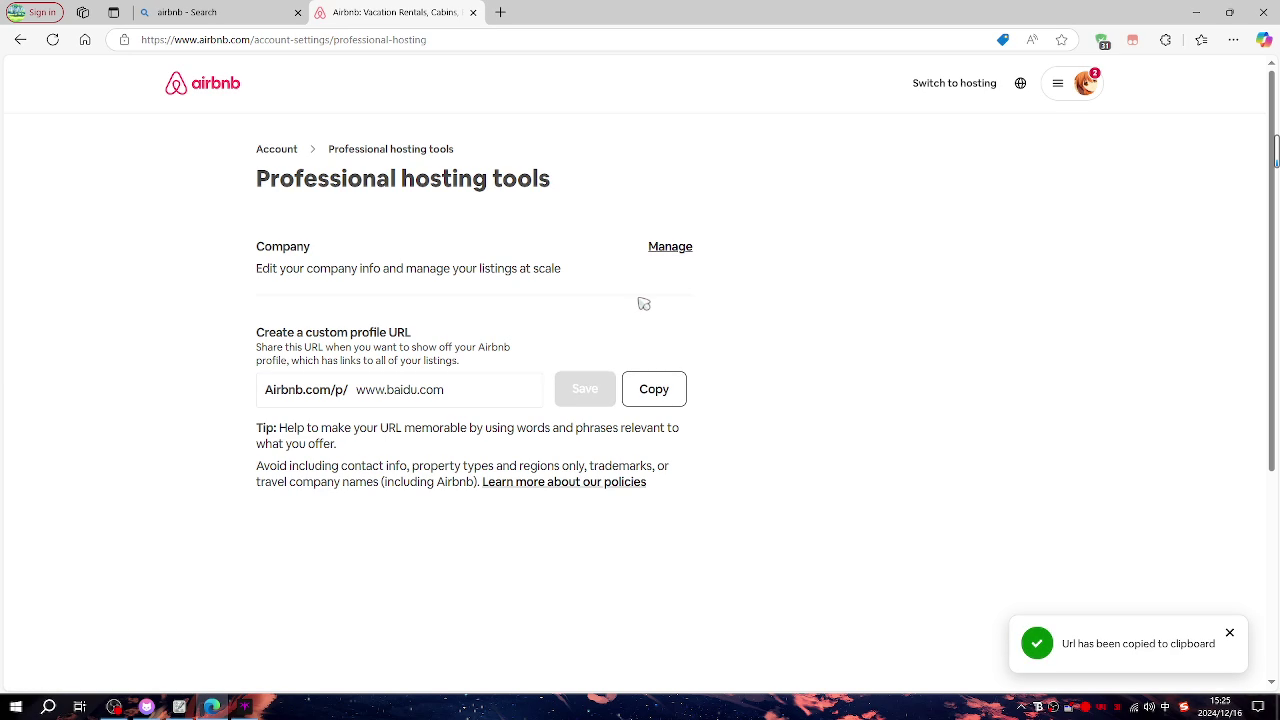 Sign in
airbnb - Search
Airbnb: Vacation Rentals, Cabins,
https://www.airbnb.com/account-settings/professional-hosting
31
airbnb
Switch to hosting
2
Account
Professional hosting tools
Professional hosting tools
Company
Manage
Edit your company info and manage your listings at scale
Create a custom profile URL
Share this URL when you want to show off your Airbnb
profile, which has links to all of your listings.
Airbnb.com/p/ www.baidu.com
Save
Copy
Tip: Help to make your URL memorable by using words and phrases relevant to
what you offer.
Avoid including contact info, property types and regions only, trademarks, or
travel company names (including Airbnb). Learn more about our policies
Url has been copied to clipboard
中
15:25
2024/11/16